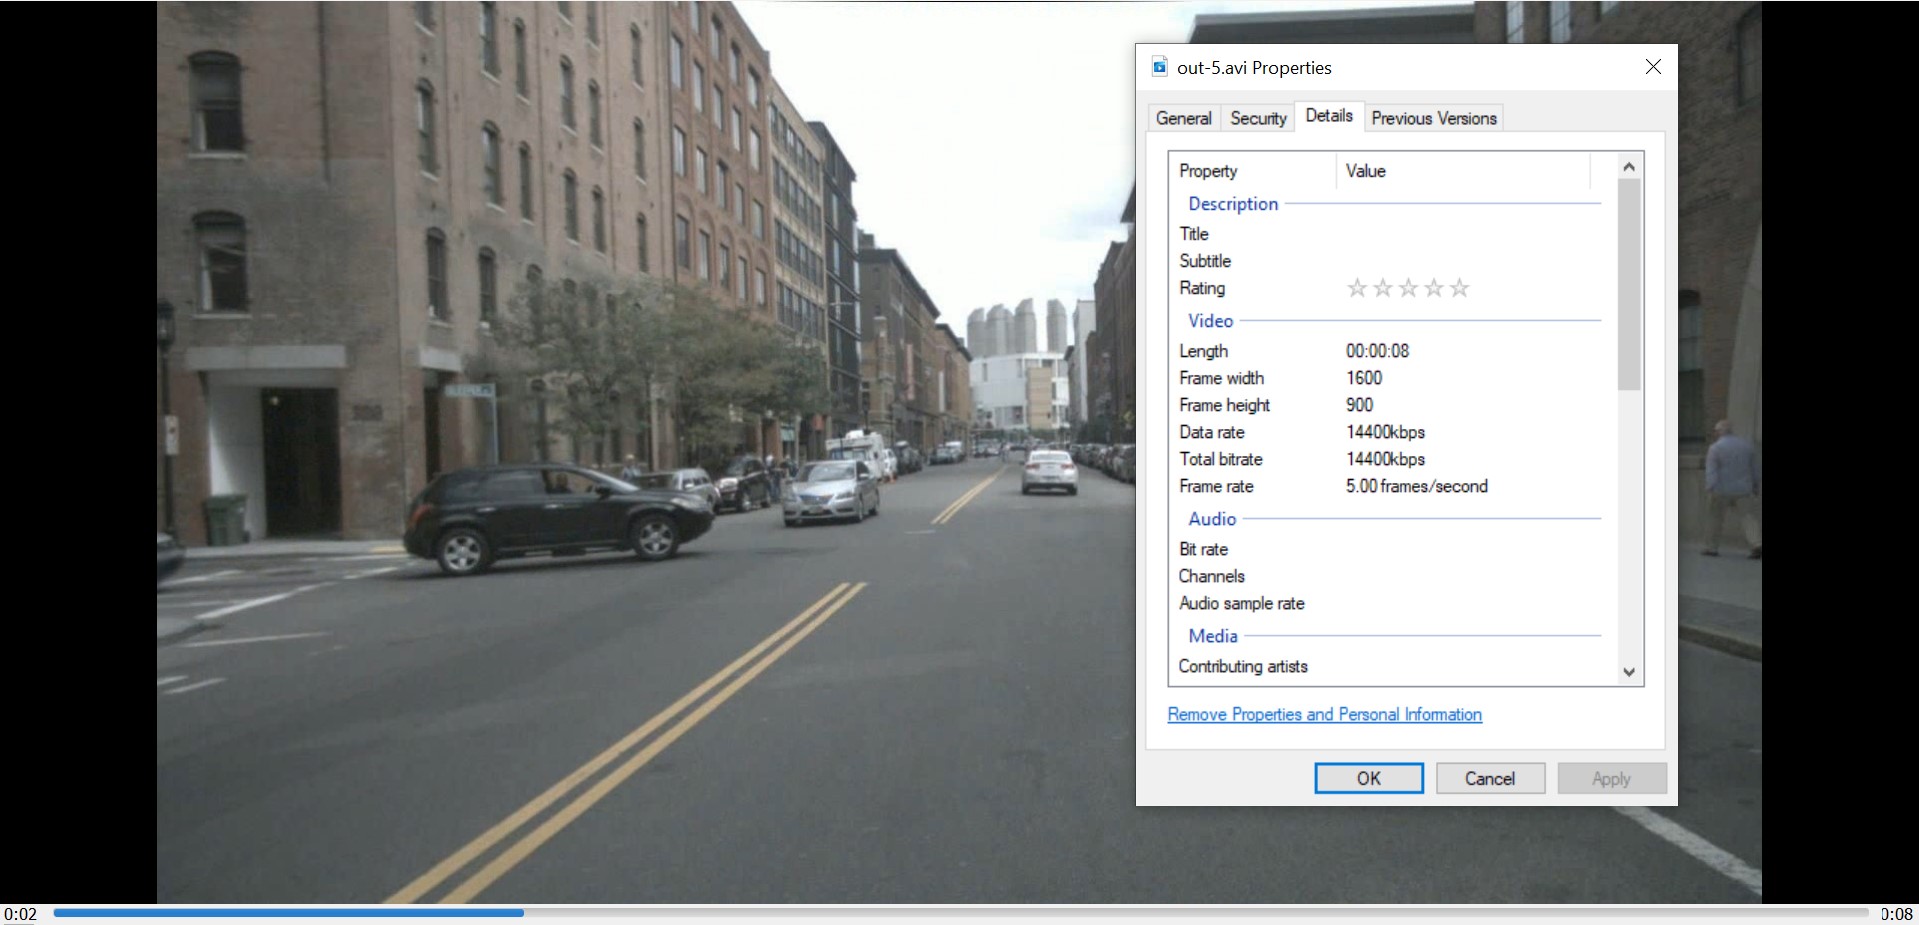 out-5.avi Properties
General Security Details Previous Versions
Property Value
Description
Title
Subtitle
Rating
Video
Length 00:00:08
Frame width 1600
Frame height 900
Data rate 14400kbps
Total bitrate 14400kbps
Frame rate 5.00 frames/second
Audio
Bit rate
Channels
Audio sample rate
Media
Contributing artists
Remove Properties and Personal Information
OK Cancel Apply
0:02 0:08